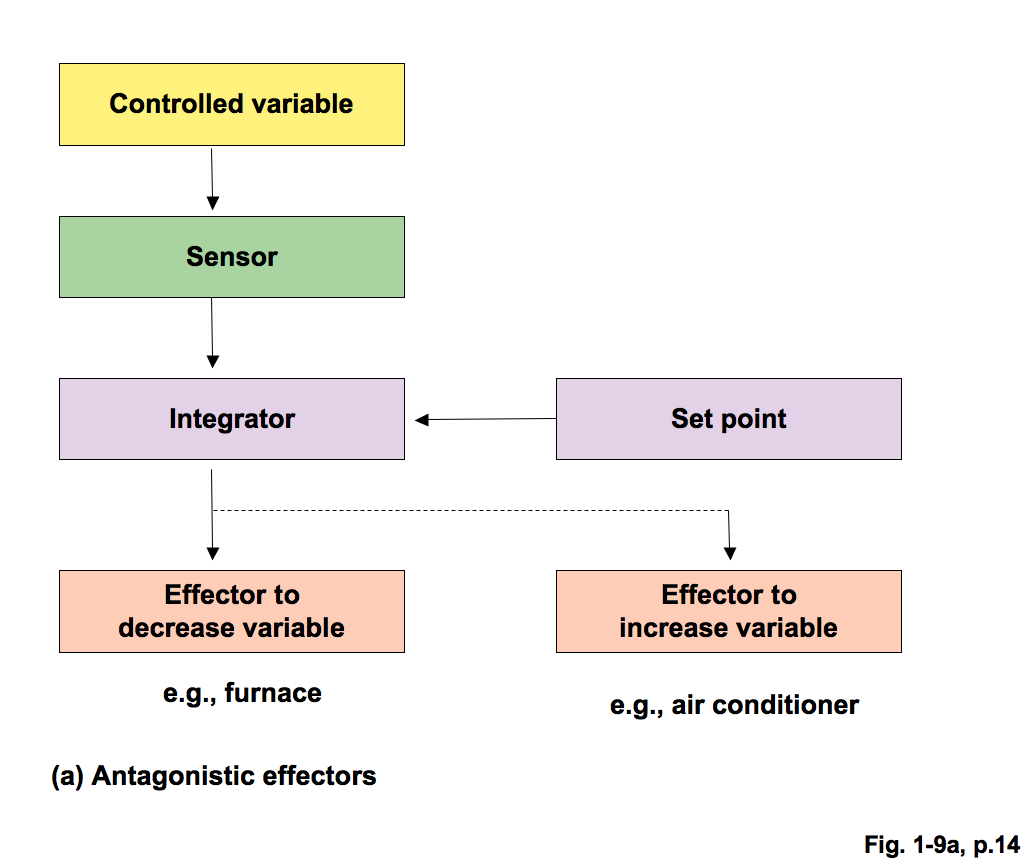 Controlled variable
Sensor
Integrator
Set point
Effector to
decrease variable
Effector to
increase variable
e.g., furnace
e.g., air conditioner
(a) Antagonistic effectors
Fig. 1-9a, p.14